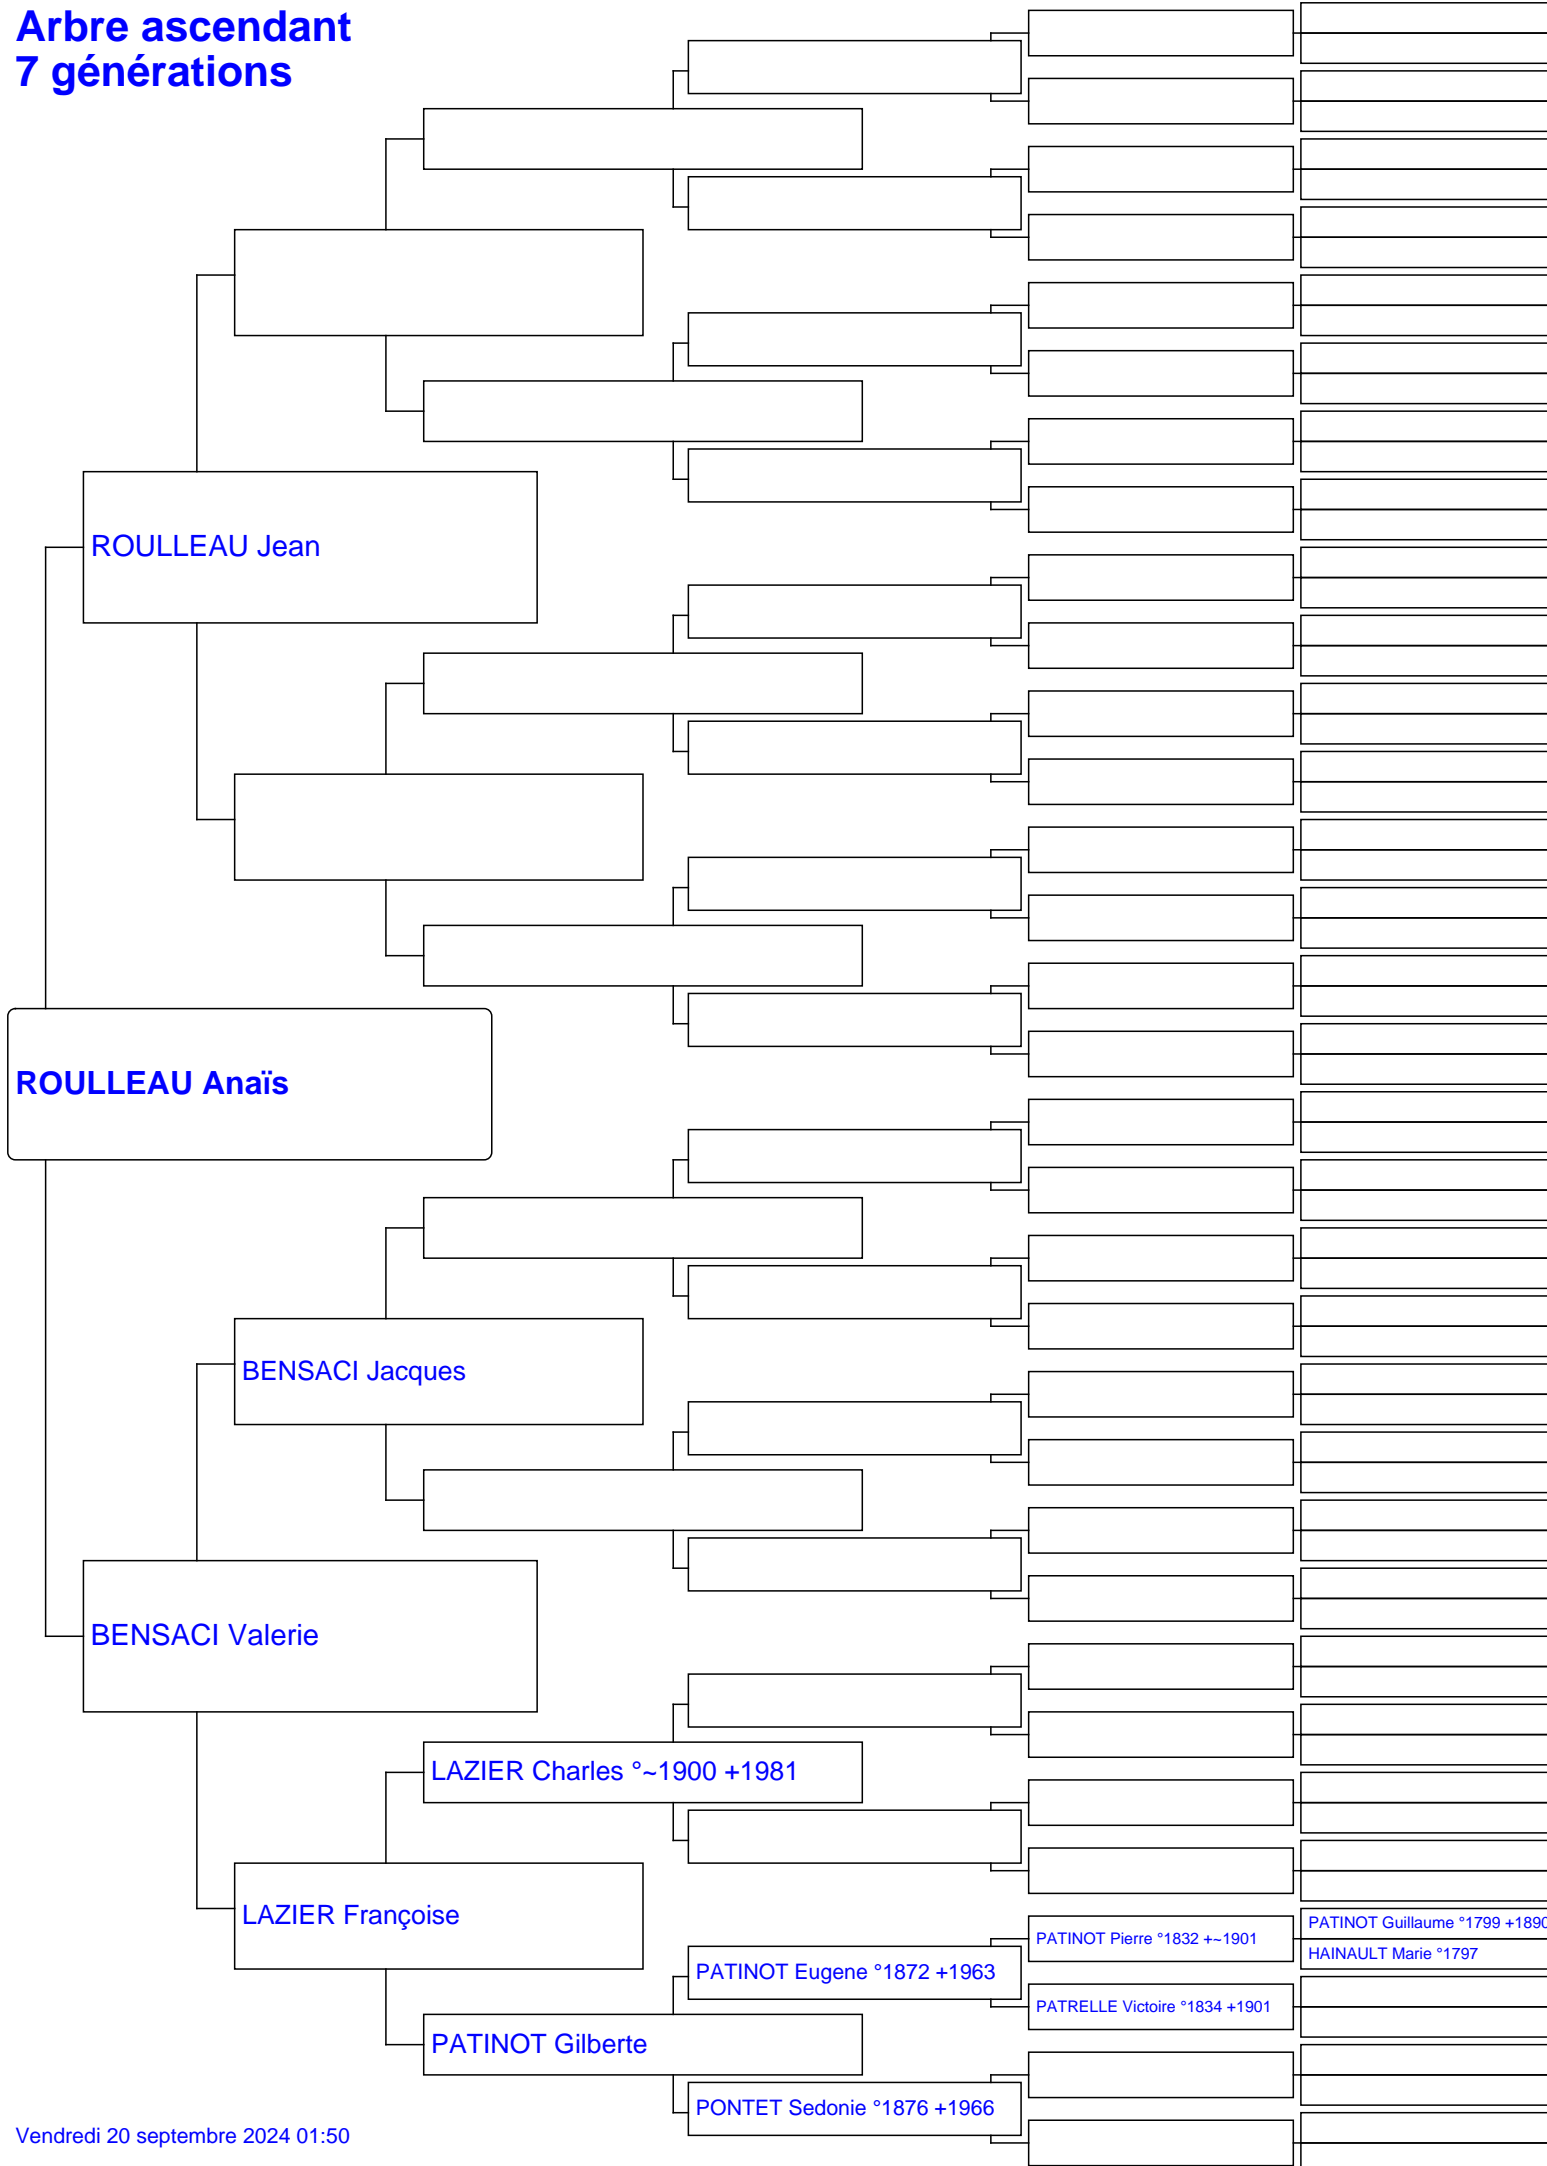 Arbre ascendant
7 générations
ROULLEAU Jean
ROULLEAU Anaïs
BENSACI Jacques
BENSACI Valerie
LAZIER Charles °~1900 +1981
LAZIER Françoise
PATINOT Guillaume °1799 +1890
PATINOT Pierre °1832 +~1901
HAINAULT Marie °1797
PATINOT Eugene °1872 +1963
PATRELLE Victoire °1834 +1901
PATINOT Gilberte
PONTET Sedonie °1876 +1966
Vendredi 20 septembre 2024 01:50